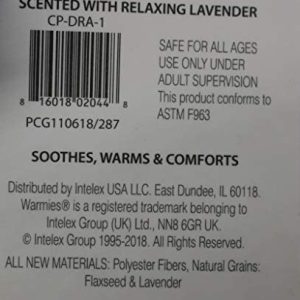 SCENTED WITH RELAXING LAVENDER
CP-DRA-1
SAFE FOR ALL AGES
USE ONLY UNDER
ADULT SUPERVISION
This product conforms to
ASTM F963
8 16018 02044 8
PCG110618/287
SOOTHES, WARMS & COMFORTS
Distributed by Intelex USA LLC. East Dundee, IL 60118.
Warmies® is a registered trademark belonging to
Intelex Group (UK) Ltd., NN8 6GR UK.
© Intelex Group 1995-2018. All Rights Reserved.
ALL NEW MATERIALS: Polyester Fibers, Natural Grains:
Flaxseed & Lavender